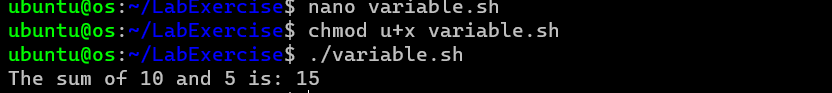 ubuntu@os:~/LabExercise$ nano variable.sh
ubuntu@os:~/LabExercise$ chmod u+x variable.sh
ubuntu@os:~/LabExercise$ ./variable.sh
The sum of 10 and 5 is: 15